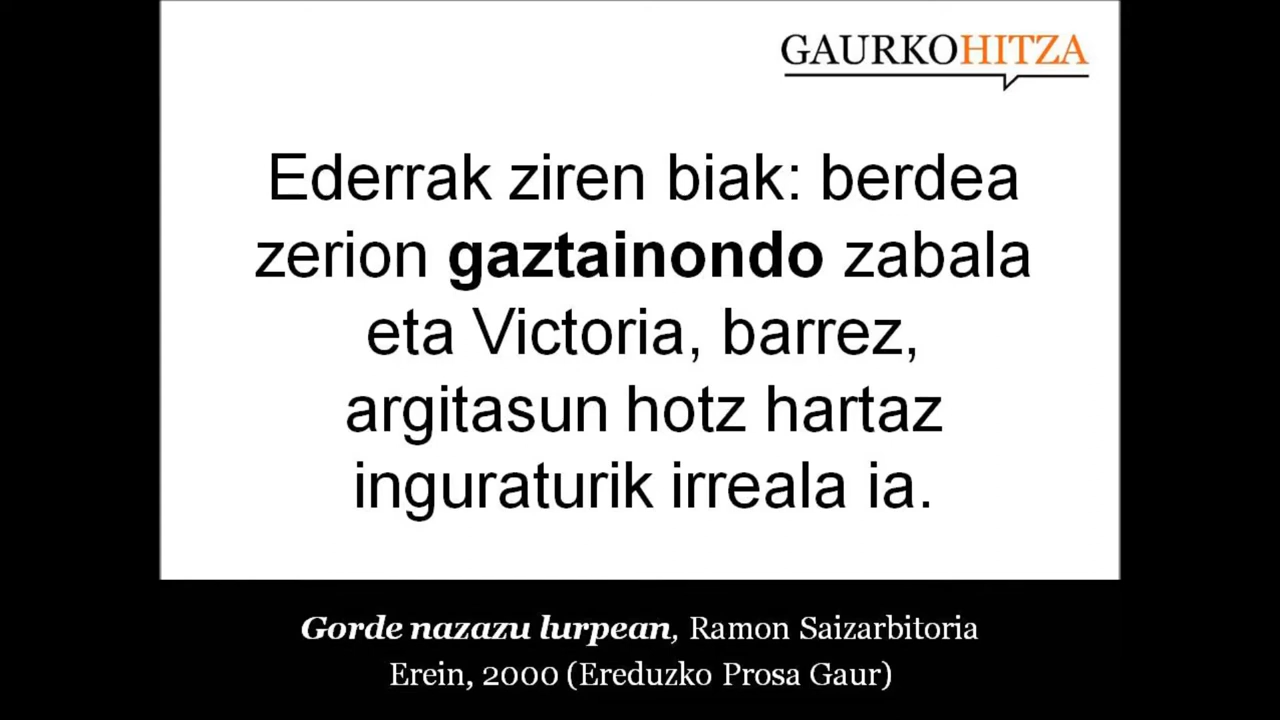 GAURKOHITZA
Ederrak ziren biak: berdea
zerion gaztainondo zabala
eta Victoria, barrez,
argitasun hotz hartaz
inguraturik irreala ia.
Gorde nazazu lurpean, Ramon Saizarbitoria
Erein, 2000 (Ereduzko Prosa Gaur)